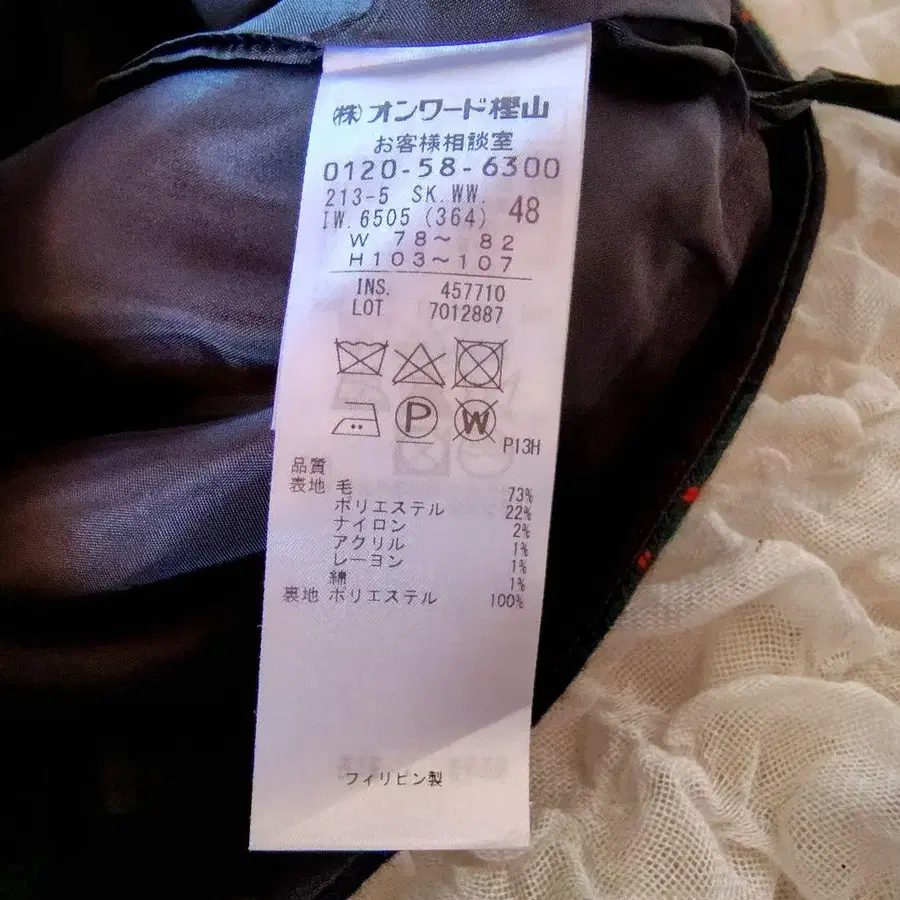 (株)オンワード樫山
お客様相談室
0120-58-6300
213-5 SK.WW.
IW.6505 (364) 48
W 78～ 82
H103～107
INS. 457710
LOT 7012887
P
W
P13H
品質
表地 毛 73%
ポリエステル 22%
ナイロン 2%
アクリル 1%
レーヨン 1%
綿 1%
裏地 ポリエステル 100%
フィリピン製